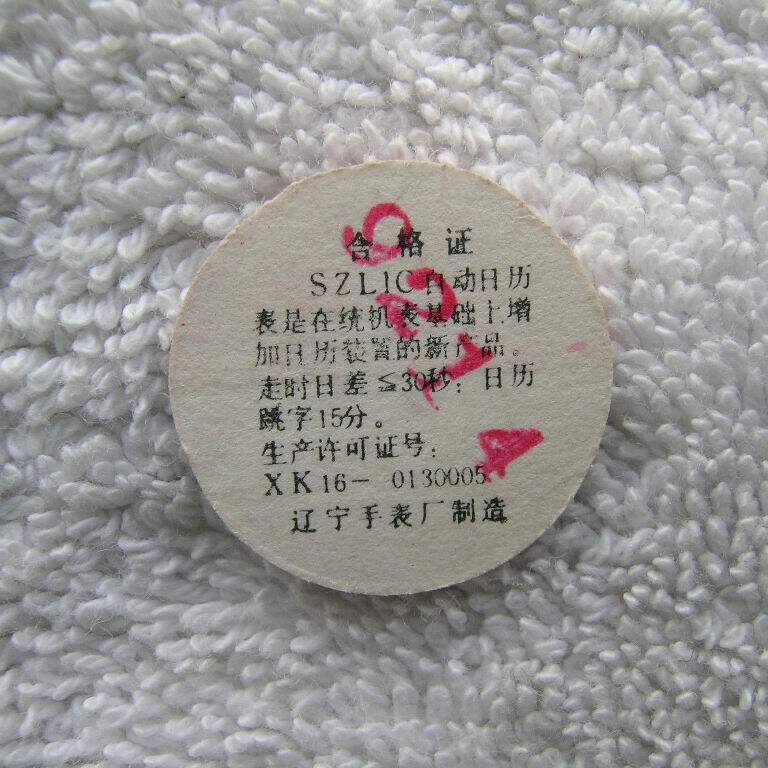 合格证
SZL1C自动日历
表是在统机表基础上增
加日历装置的新产品。
走时日差≦30秒；日历
跳字15分。
生产许可证号：
XK16- 0130005
辽宁手表厂制造